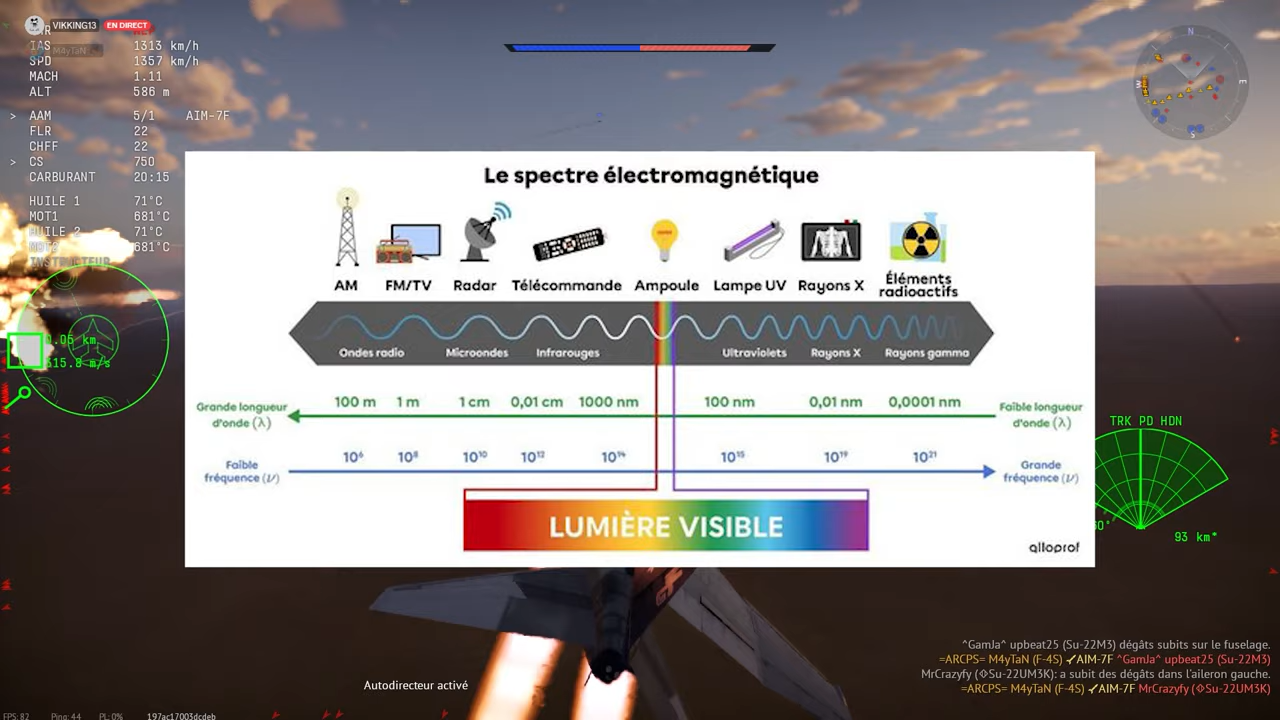 VIKKING13 EN DIRECT
M4yTaN
IAS 1313 km/h
SPD 1357 km/h
MACH 1.11
ALT 586 m
> AAM 5/1 AIM-7F
FLR 22
CHFF 22
> CS 750
CARBURANT 20:15
HUILE 1 71°C
MOT1 681°C
HUILE 2 71°C
681°C
INSTRUCTEUR
N
E
S
W
Le spectre électromagnétique
AM FM/TV Radar Télécommande Ampoule Lampe UV Rayons X Éléments radioactifs
Ondes radio Microondes Infrarouges Ultraviolets Rayons X Rayons gamma
Grande longueur d'onde (λ)
100 m 1 m 1 cm 0,01 cm 1000 nm 100 nm 0,01 nm 0,0001 nm
Faible longueur d'onde (λ)
Faible fréquence (ν)
10⁶ 10⁸ 10¹⁰ 10¹² 10¹⁴ 10¹⁵ 10¹⁹ 10²¹
Grande fréquence (ν)
LUMIÈRE VISIBLE
alloprof
TRK PD HDN
93 km*
^GamJa^ upbeat25 (Su-22M3) dégâts subits sur le fuselage.
=ARCPS= M4yTaN (F-4S) AIM-7F ^GamJa^ upbeat25 (Su-22M3)
MrCrazyfy (Su-22UM3K): a subit des dégâts dans l'aileron gauche.
=ARCPS= M4yTaN (F-4S) AIM-7F MrCrazyfy (Su-22UM3K)
Autodirecteur activé
FPS: 82 Ping: 44 PL: 0% 197ac17003dcdeb